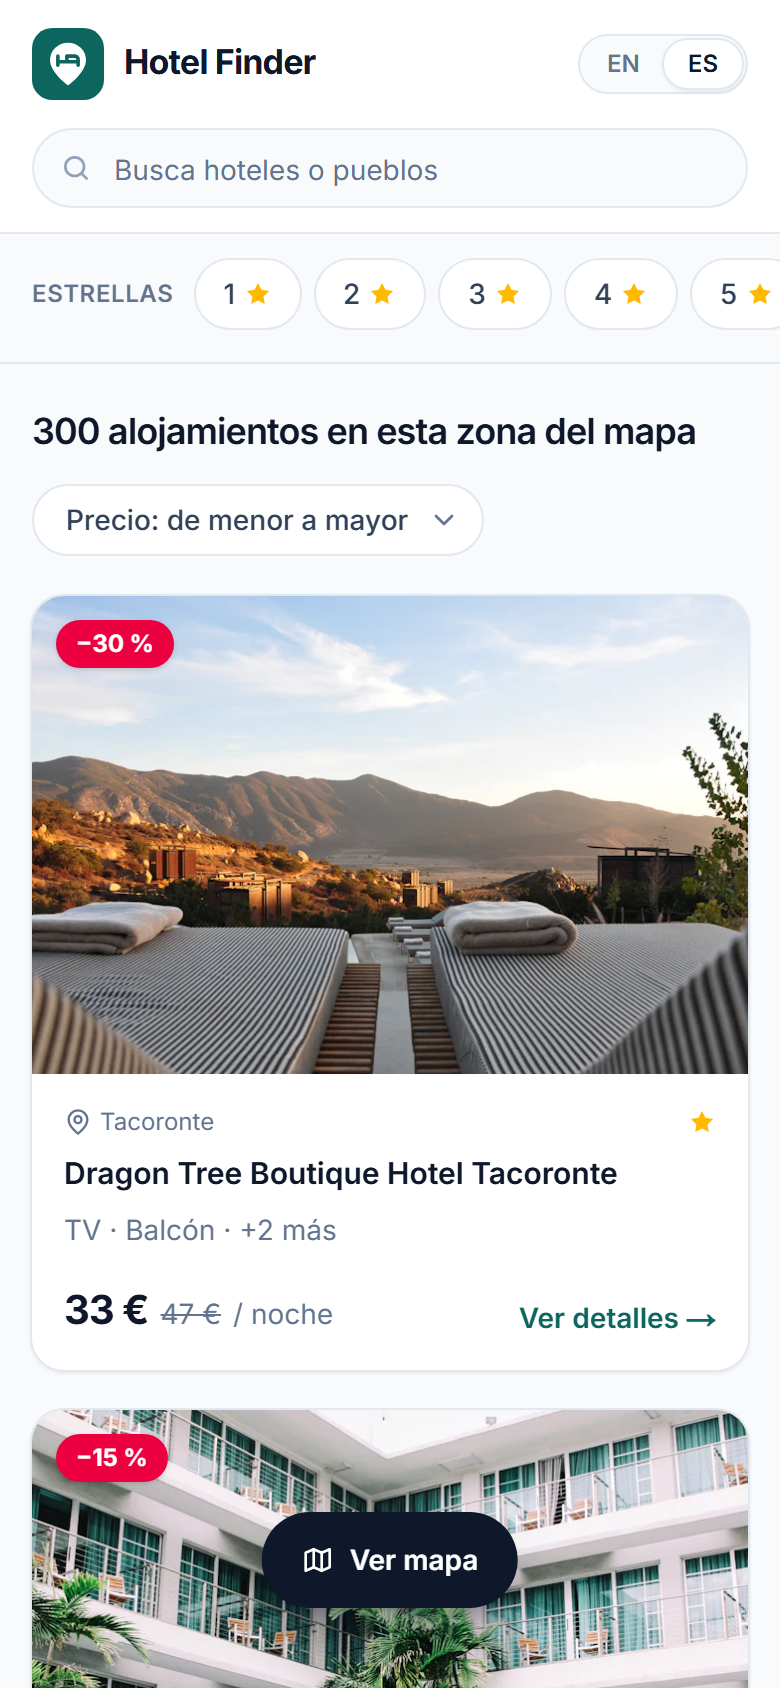 Hotel Finder
EN ES
Busca hoteles o pueblos
ESTRELLAS 1 2 3 4 5
300 alojamientos en esta zona del mapa
Precio: de menor a mayor
−30 %
Tacoronte
Dragon Tree Boutique Hotel Tacoronte
TV · Balcón · +2 más
33 € 47 € / noche
Ver detalles →
−15 %
Ver mapa